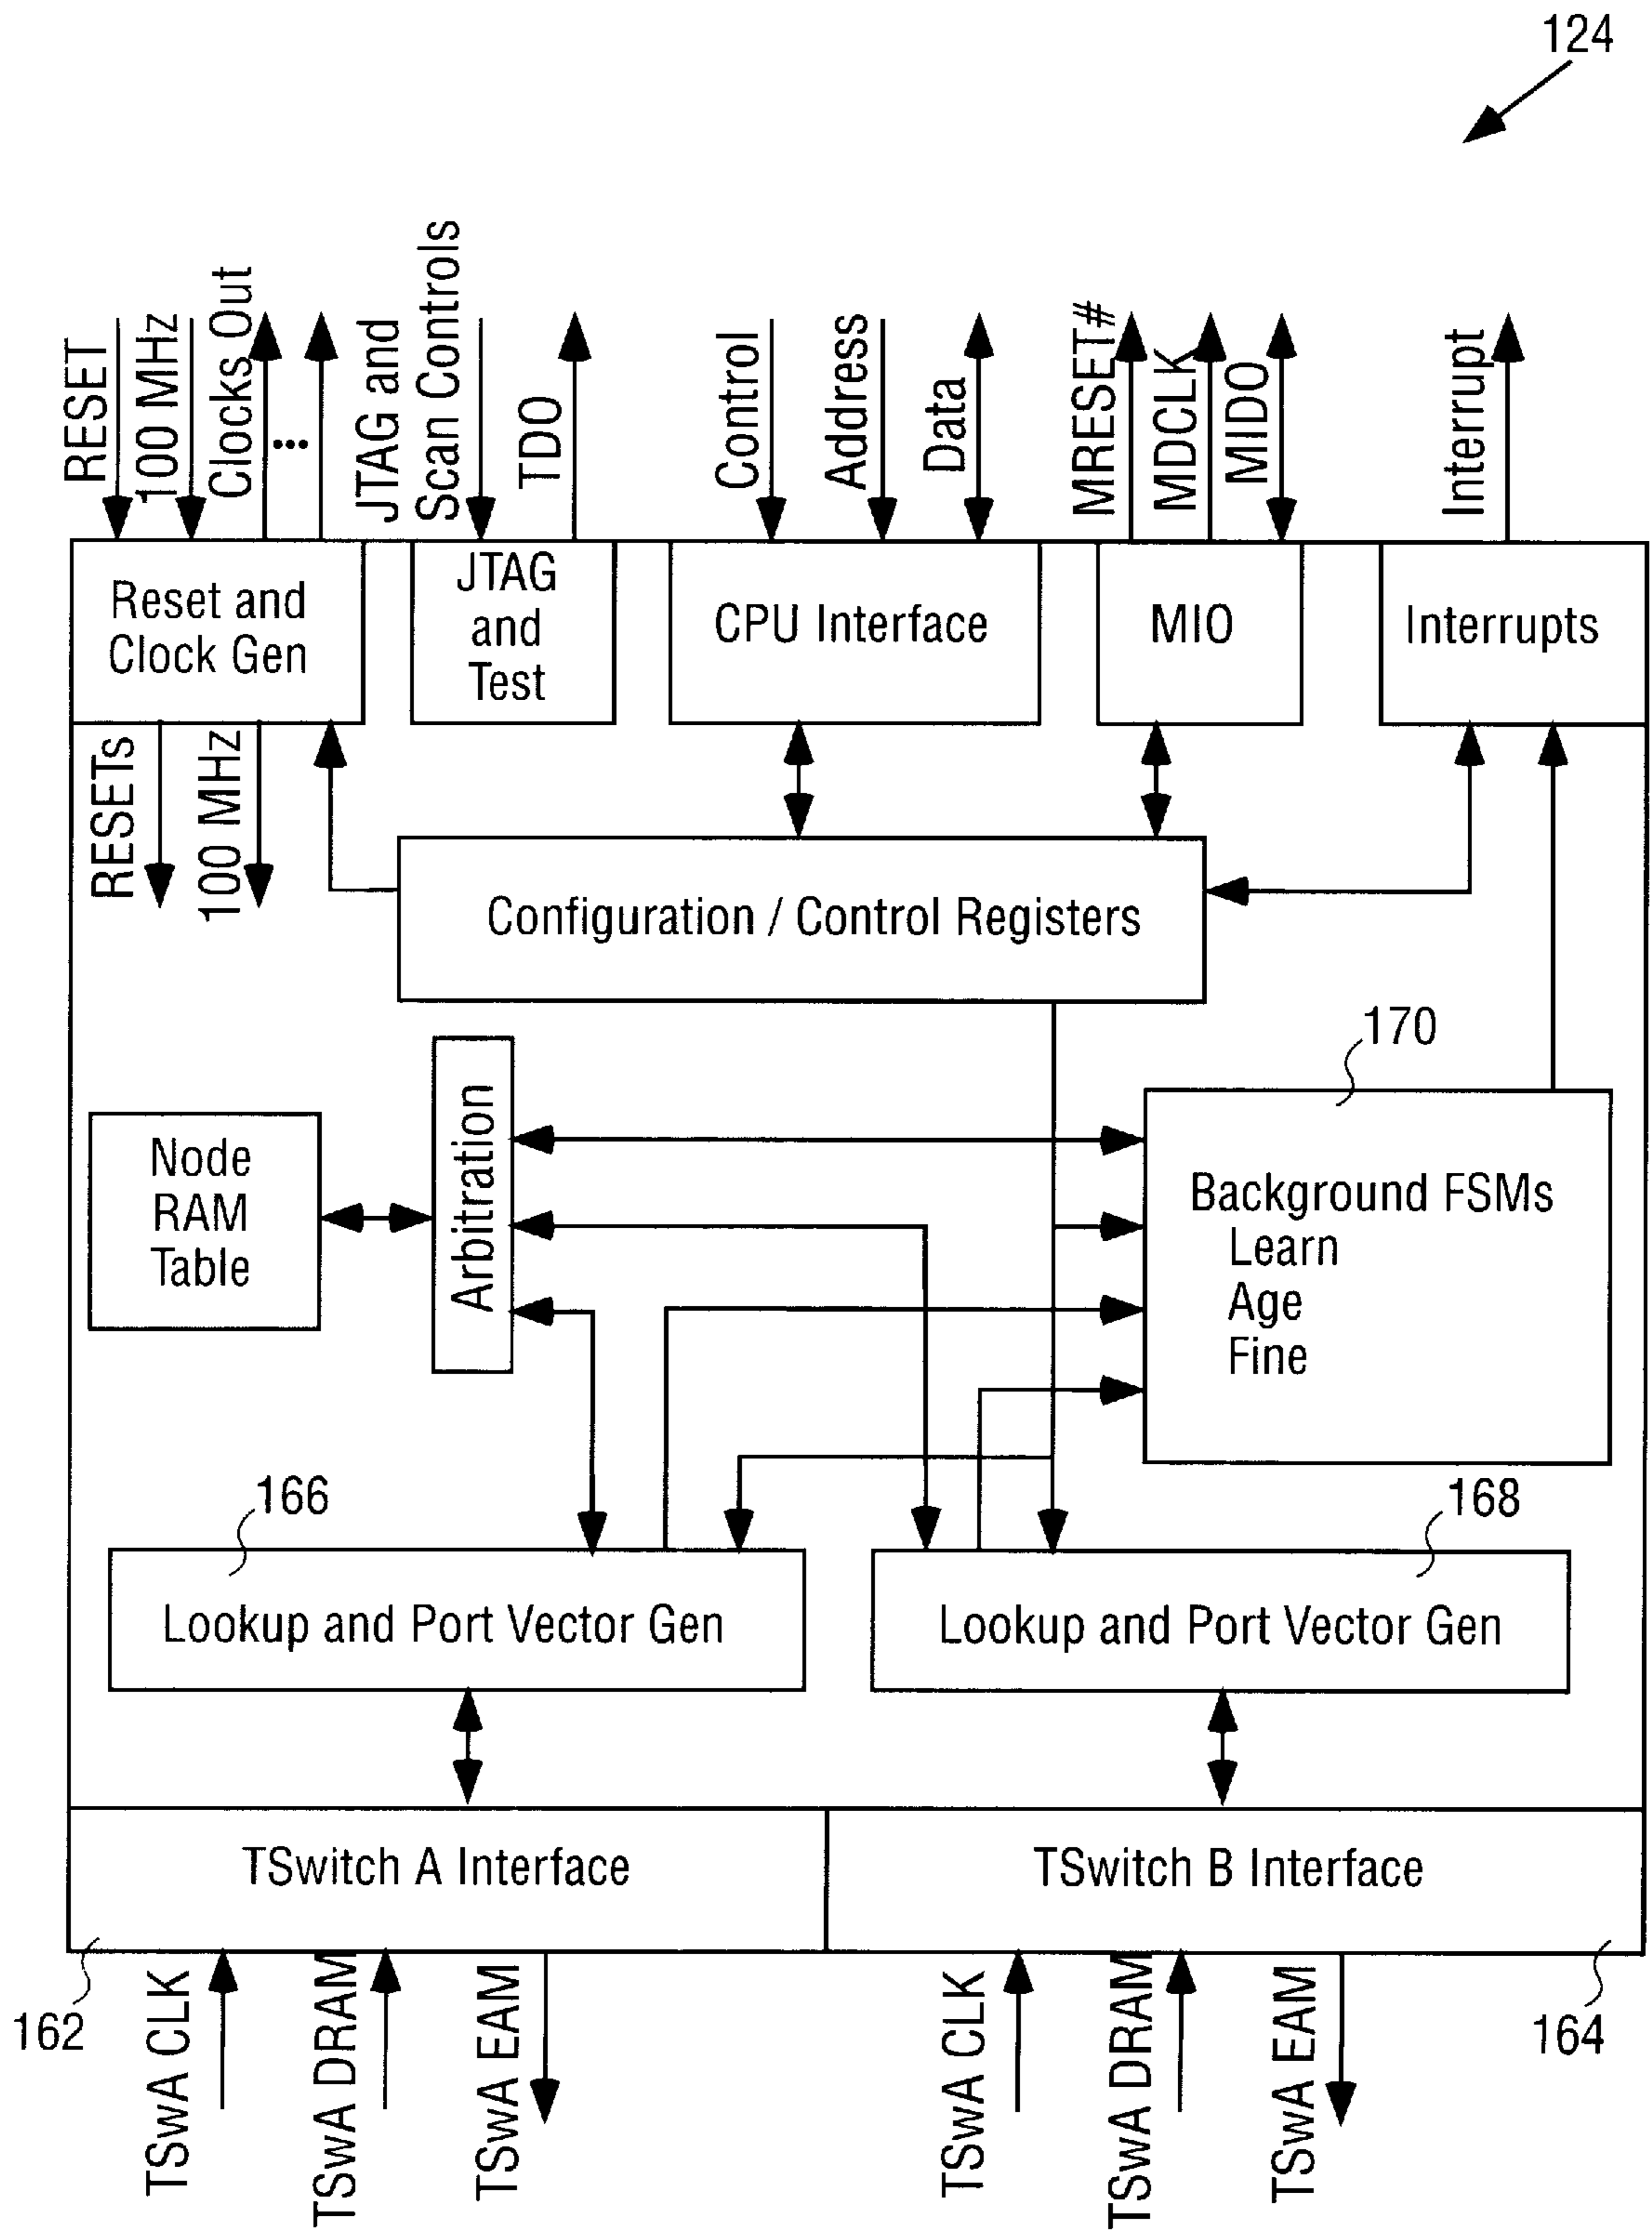 124
RESET
100 MHz
Clocks Out
...
JTAG and
Scan Controls
TDO
Control
Address
Data
MRESET#
MDCLK
MIDO
Interrupt
Reset and
Clock Gen
JTAG
and
Test
CPU Interface
MIO
Interrupts
RESETs
100 MHz
Configuration / Control Registers
170
Node
RAM
Table
Arbitration
Background FSMs
Learn
Age
Fine
166
168
Lookup and Port Vector Gen
Lookup and Port Vector Gen
TSwitch A Interface
TSwitch B Interface
162
164
TSwA CLK
TSwA DRAM
TSwA EAM
TSwA CLK
TSwA DRAM
TSwA EAM